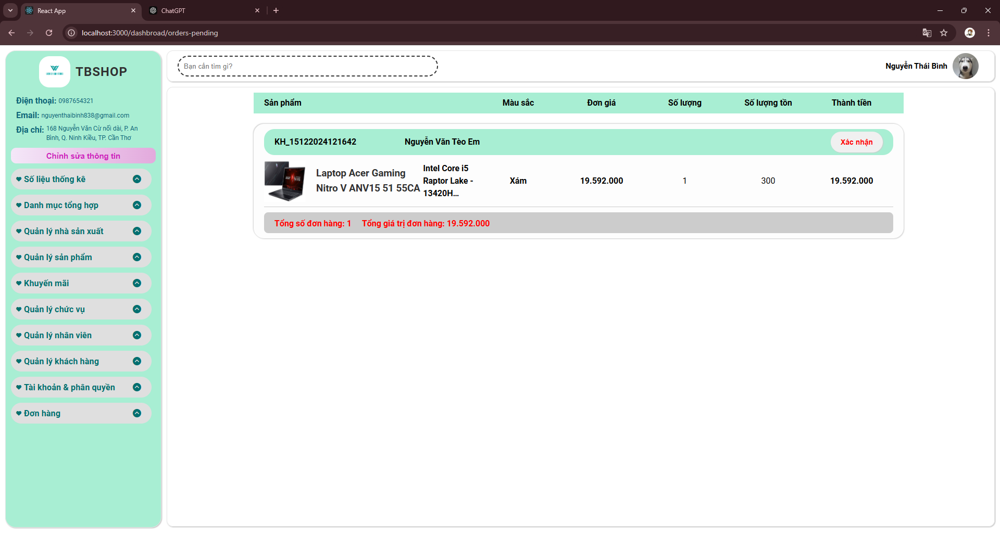 React App
ChatGPT
localhost:3000/dashbroad/orders-pending
TBSHOP
Điện thoại: 0987654321
Email: nguyenthaibinh838@gmail.com
Địa chỉ: 168 Nguyễn Văn Cừ nối dài, P. An
Bình, Q. Ninh Kiều, TP. Cần Thơ
Chỉnh sửa thông tin
Số liệu thống kê
Danh mục tổng hợp
Quản lý nhà sản xuất
Quản lý sản phẩm
Khuyến mãi
Quản lý chức vụ
Quản lý nhân viên
Quản lý khách hàng
Tài khoản & phân quyền
Đơn hàng
Bạn cần tìm gì?
Nguyễn Thái Bình
Sản phẩm Màu sắc Đơn giá Số lượng Số lượng tồn Thành tiền
KH_15122024121642 Nguyễn Văn Tèo Em Xác nhận
Laptop Acer Gaming
Nitro V ANV15 51 55CA
Intel Core i5
Raptor Lake -
13420H...
Xám 19.592.000 1 300 19.592.000
Tổng số đơn hàng: 1 Tổng giá trị đơn hàng: 19.592.000